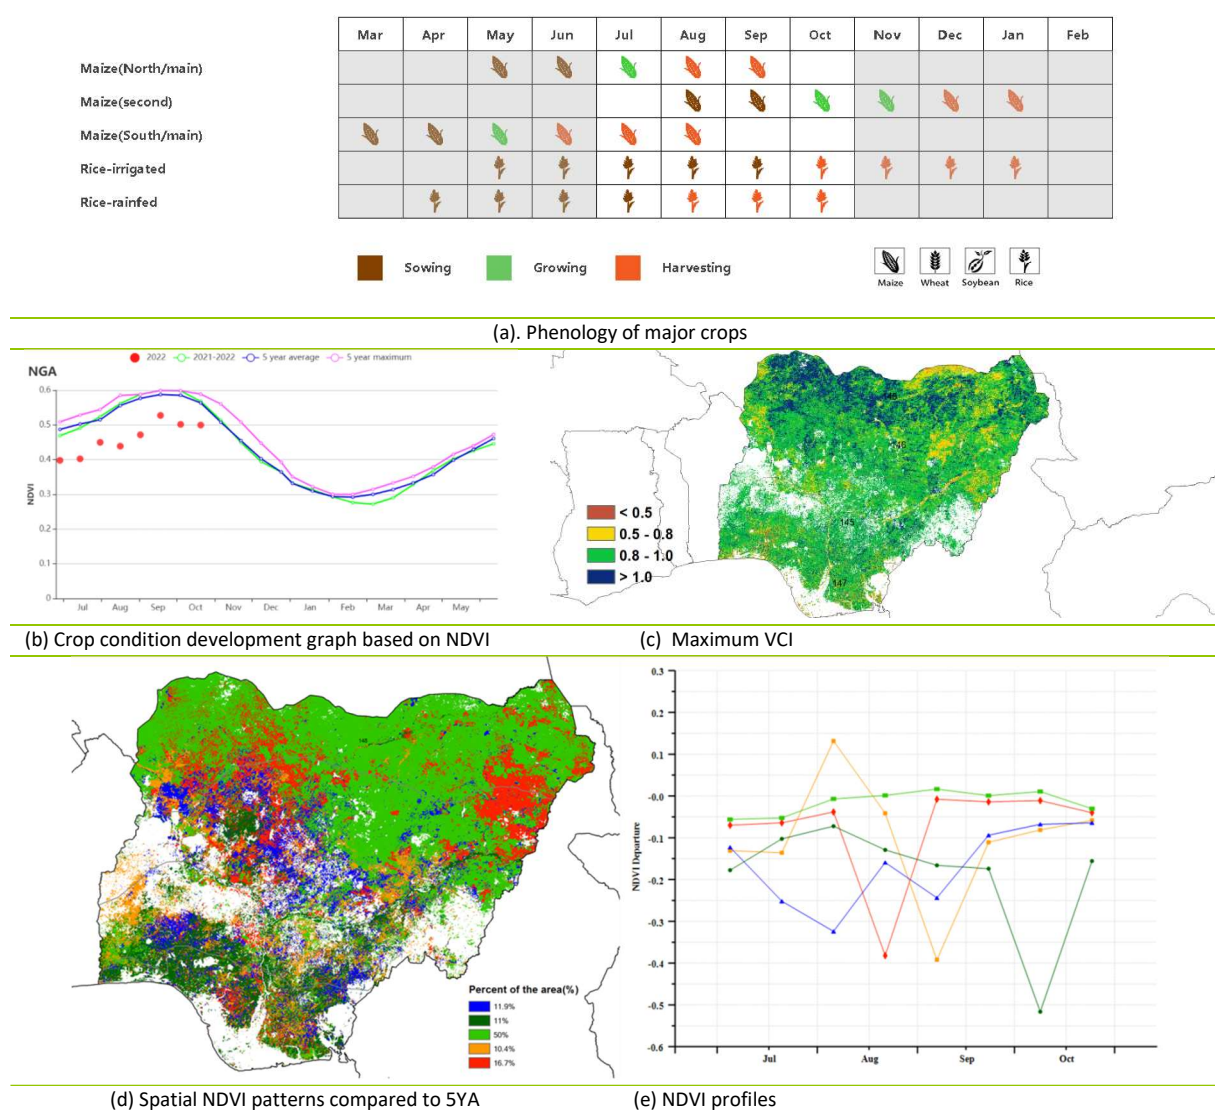 Mar Apr May Jun Jul Aug Sep Oct Nov Dec Jan Feb
Maize(North/main)
Maize(second)
Maize(South/main)
Rice-irrigated
Rice-rainfed
Sowing Growing Harvesting
Maize Wheat Soybean Rice
(a). Phenology of major crops
2022 2021-2022 5 year average 5 year maximum
NGA
0.6
0.5
0.4
0.3
0.2
0.1
0
NDVI
Jul Aug Sep Oct Nov Dec Jan Feb Mar Apr May
148
146
145
147
< 0.5
0.5 - 0.8
0.8 - 1.0
> 1.0
(b) Crop condition development graph based on NDVI (c) Maximum VCI
Percent of the area(%)
11.9%
11%
50%
10.4%
16.7%
0.3
0.2
0.1
-0.0
-0.1
-0.2
-0.3
-0.4
-0.5
-0.6
NDVI Departure
Jul Aug Sep Oct
(d) Spatial NDVI patterns compared to 5YA (e) NDVI profiles